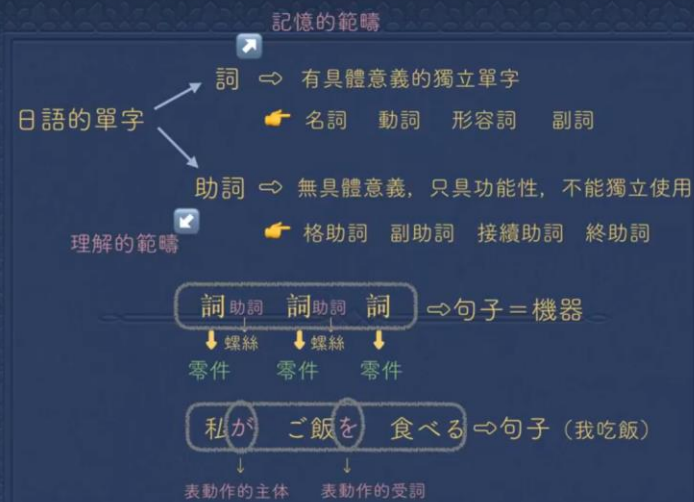 記憶的範疇
詞 ⇨ 有具體意義的獨立單字
日語的單字
👉 名詞 動詞 形容詞 副詞
助詞 ⇨ 無具體意義，只具功能性，不能獨立使用
理解的範疇
👉 格助詞 副助詞 接續助詞 終助詞
詞 助詞 詞 助詞 詞 ⇨句子＝機器
螺絲 螺絲
零件 零件 零件
私が ご飯を 食べる ⇨句子（我吃飯）
表動作的主体 表動作的受詞